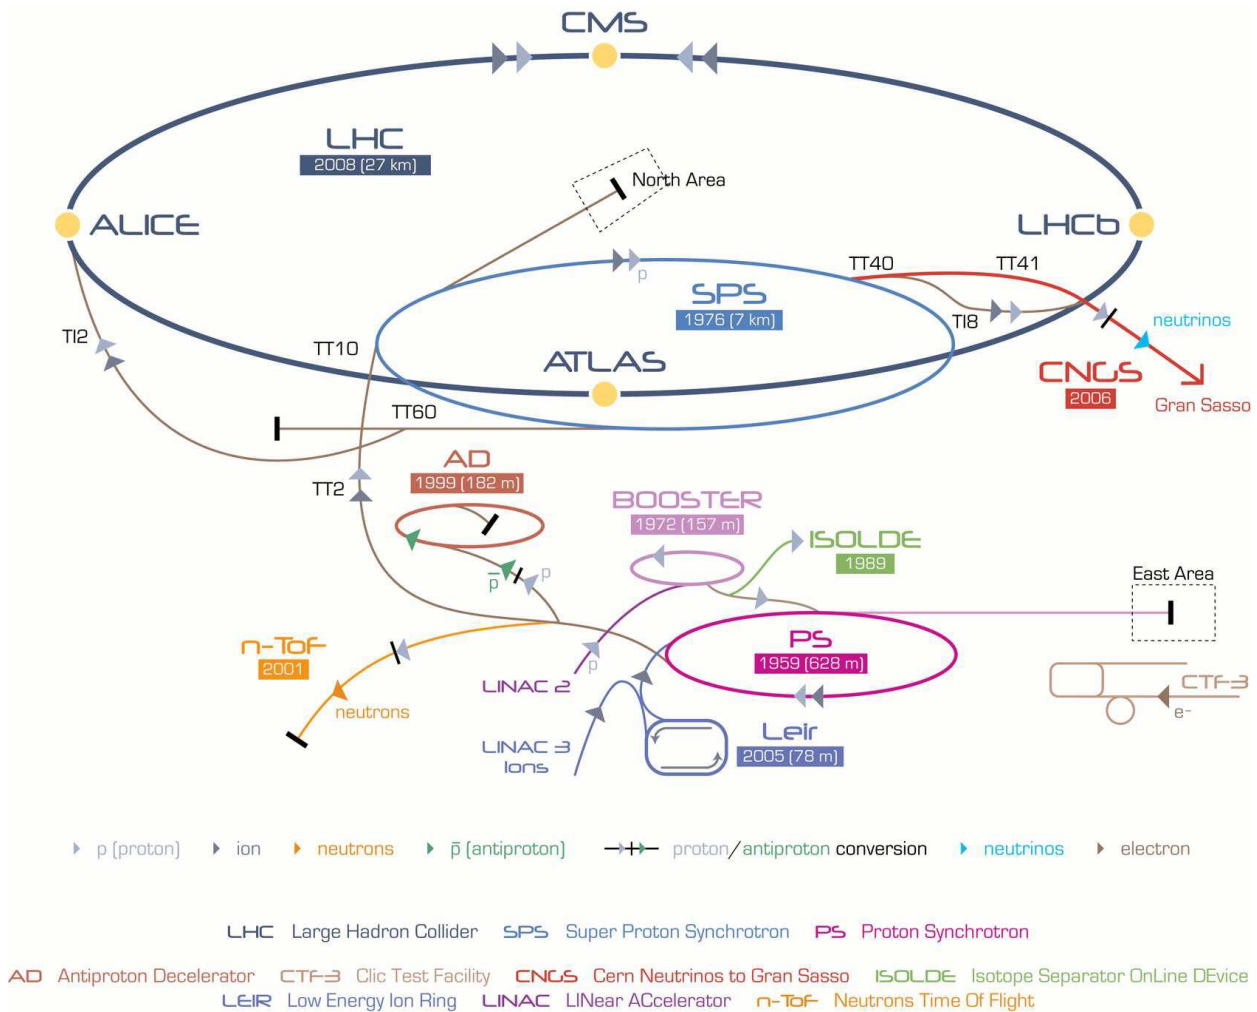 CMS
LHC
2008 (27 km)
North Area
ALICE
LHCb
TT40
TT41
p
SPS
1976 (7 km)
TI8
neutrinos
TI2
TT10
ATLAS
CNGS
2006
Gran Sasso
TT60
AD
1999 (182 m)
TT2
BOOSTER
1972 (157 m)
ISOLDE
1989
p̄
p
East Area
n-ToF
2001
PS
1959 (628 m)
p
LINAC 2
CTF-3
e-
neutrons
LINAC 3
Ions
Leir
2005 (78 m)
p (proton) ion neutrons p̄ (antiproton) proton/antiproton conversion neutrinos electron
LHC Large Hadron Collider SPS Super Proton Synchrotron PS Proton Synchrotron
AD Antiproton Decelerator CTF-3 Clic Test Facility CNGS Cern Neutrinos to Gran Sasso ISOLDE Isotope Separator OnLine DEvice
LEIR Low Energy Ion Ring LINAC LINear ACcelerator n-ToF Neutrons Time Of Flight